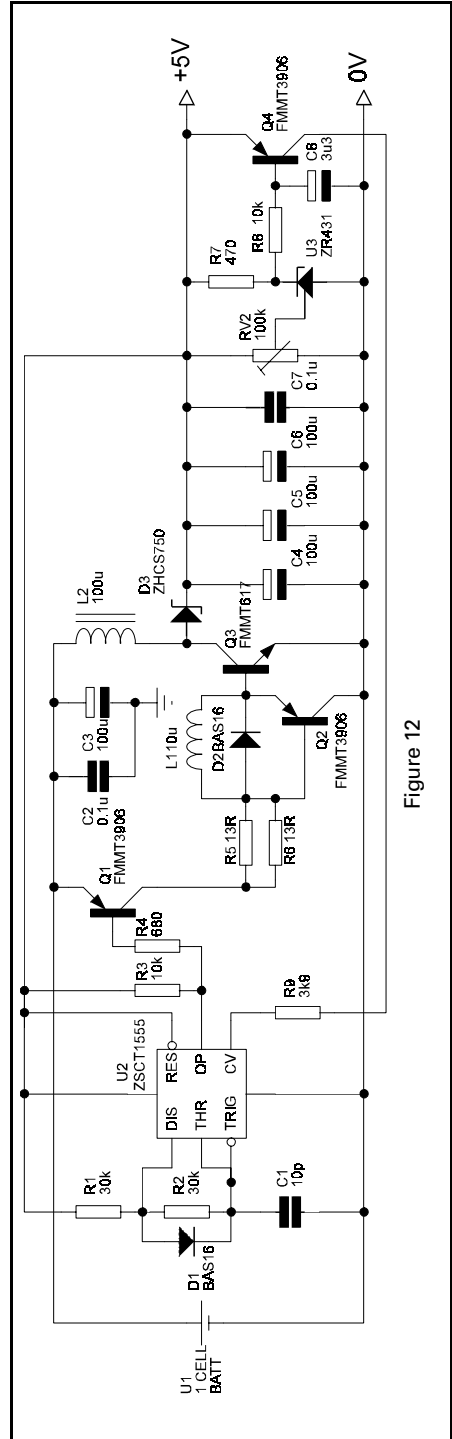 U1
1 CELL
BATT
R1
30k
R2
30k
D1
BAS16
C1
10p
U2
ZSCT1555
DIS
RES
THR
OP
TRIG
CV
R3
10k
R4
680
R9
3k9
Q1
FMMT3906
C2
0.1u
C3
100u
R5 13R
R6 13R
L1 10u
D2 BAS16
Q2
FMMT3906
L2
100u
Q3
FMMT617
D3
ZHCS750
C4
100u
C5
100u
C6
100u
C7
0.1u
RV2
100k
R7
470
R8 10k
U3
ZR431
C8
3u3
Q4
FMMT3906
+5V
0V
Figure 12